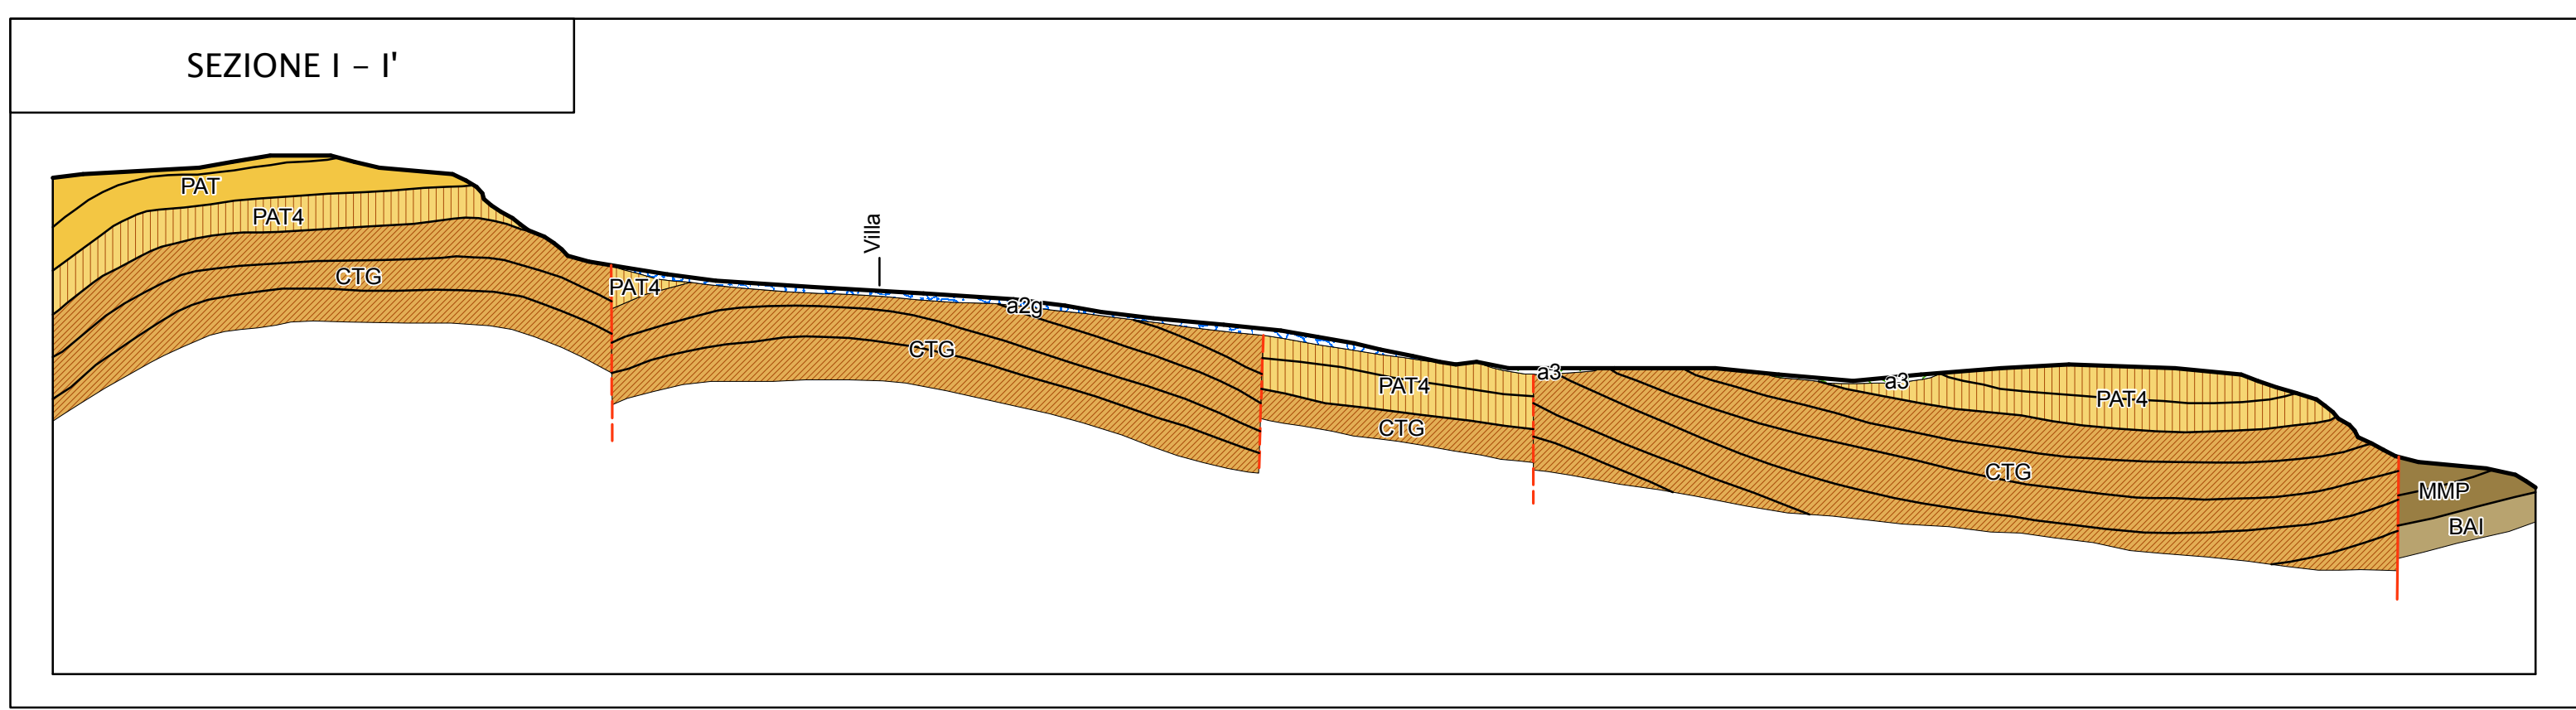 SEZIONE I – I'
PAT
PAT4
CTG
Villa
PAT4
a2g
CTG
PAT4
CTG
a3
a3
PAT4
CTG
MMP
BAI